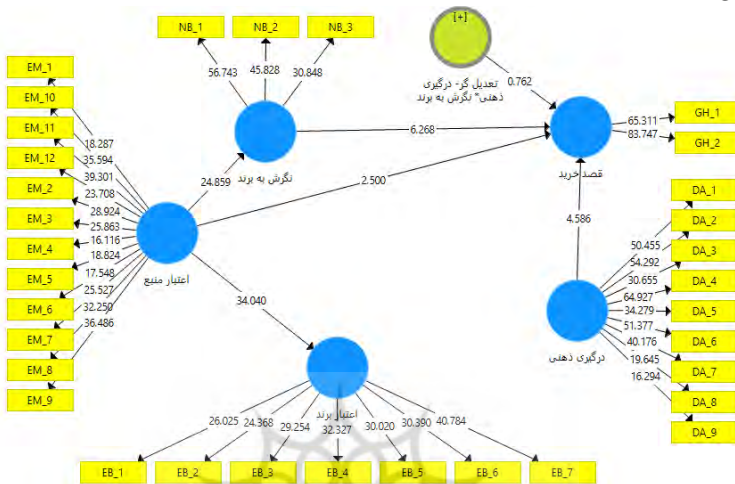 NB_1
NB_2
NB_3
[+]
EM_1
EM_10
EM_11
EM_12
EM_2
EM_3
EM_4
EM_5
EM_6
EM_7
EM_8
EM_9
56.743
45.828
30.848
0.762
تعدیل گر- درگیری
ذهنی* نگرش به برند
GH_1
GH_2
65.311
83.747
قصد خرید
6.268
نگرش به برند
2.500
24.859
4.586
18.287
35.594
39.301
23.708
28.924
25.863
16.116
18.824
17.548
25.527
32.250
36.486
اعتبار منبع
DA_1
DA_2
DA_3
DA_4
DA_5
DA_6
DA_7
DA_8
DA_9
50.455
54.292
30.655
64.927
34.279
51.377
40.176
19.645
16.294
درگیری ذهنی
34.040
اعتبار برند
26.025
24.368
29.254
32.327
30.020
30.390
40.784
EB_1
EB_2
EB_3
EB_4
EB_5
EB_6
EB_7